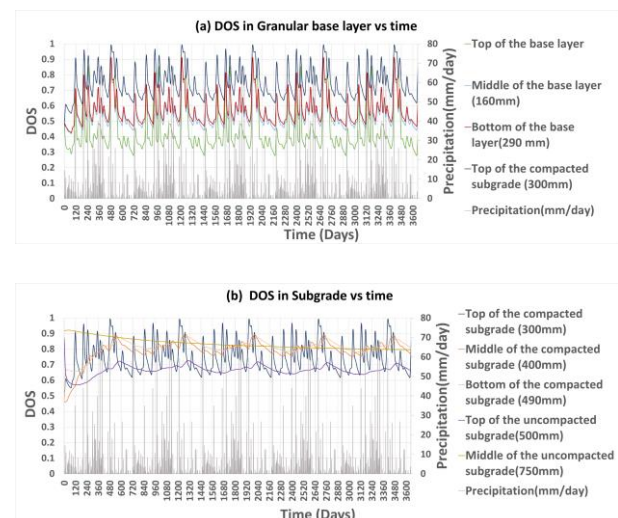 (a) DOS in Granular base layer vs time
1
0.9
0.8
0.7
0.6
0.5
0.4
0.3
0.2
0.1
0
DOS
80
70
60
50
40
30
20
10
0
Precipitation(mm/day)
0 120 240 360 480 600 720 840 960 1080 1200 1320 1440 1560 1680 1800 1920 2040 2160 2280 2400 2520 2640 2760 2880 3000 3120 3240 3360 3480 3600
Time (Days)
Top of the base layer
Middle of the base layer
(160mm)
Bottom of the base
layer(290 mm)
Top of the compacted
subgrade (300mm)
Precipitation(mm/day)
(b) DOS in Subgrade vs time
1
0.9
0.8
0.7
0.6
0.5
0.4
0.3
0.2
0.1
0
DOS
80
70
60
50
40
30
20
10
0
Precipitation(mm/day)
0 120 240 360 480 600 720 840 960 1080 1200 1320 1440 1560 1680 1800 1920 2040 2160 2280 2400 2520 2640 2760 2880 3000 3120 3240 3360 3480 3600
Time (Days)
Top of the compacted
subgrade (300mm)
Middle of the compacted
subgrade (400mm)
Bottom of the compacted
subgrade (490mm)
Top of the uncompacted
subgrade(500mm)
Middle of the uncompacted
subgrade(750mm)
Precipitation(mm/day)